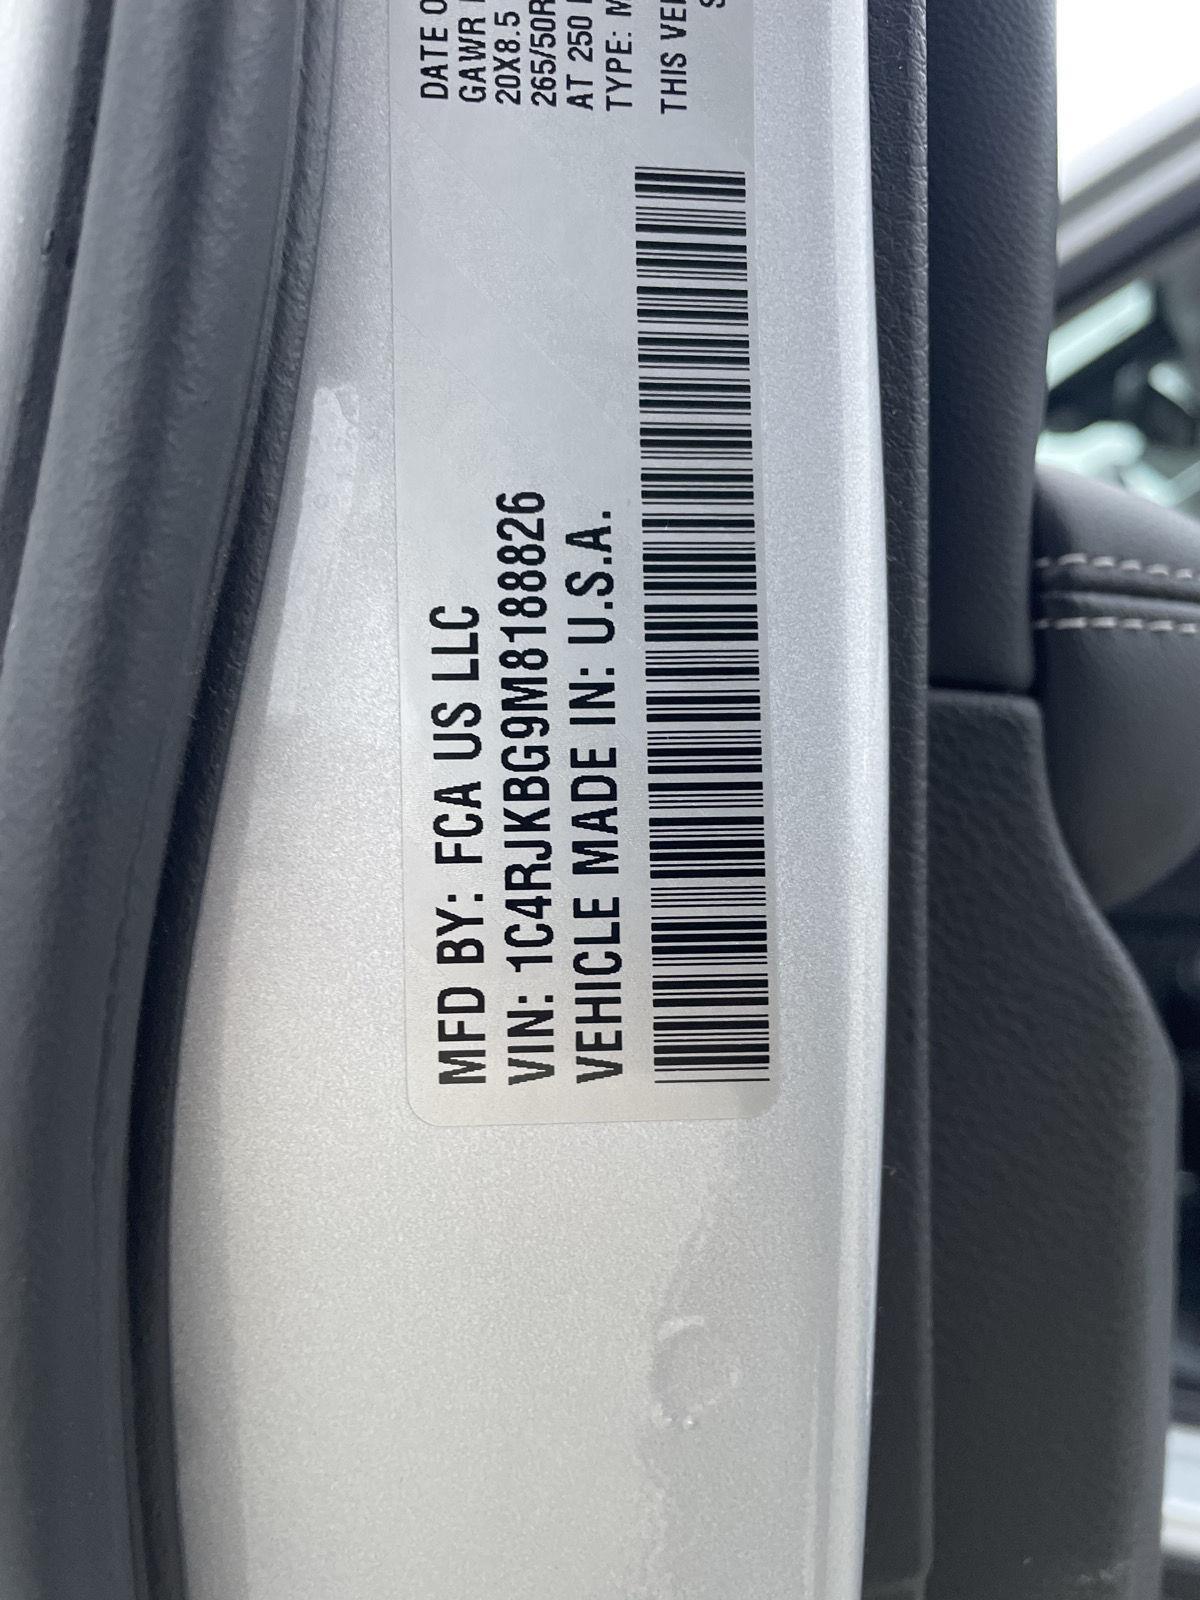 MFD BY: FCA US LLC
VIN: 1C4RJKBG9M8188826
VEHICLE MADE IN: U.S.A.
DATE O
GAWR
20X8.5
265/50R
AT 250
TYPE: M
THIS VEH
S